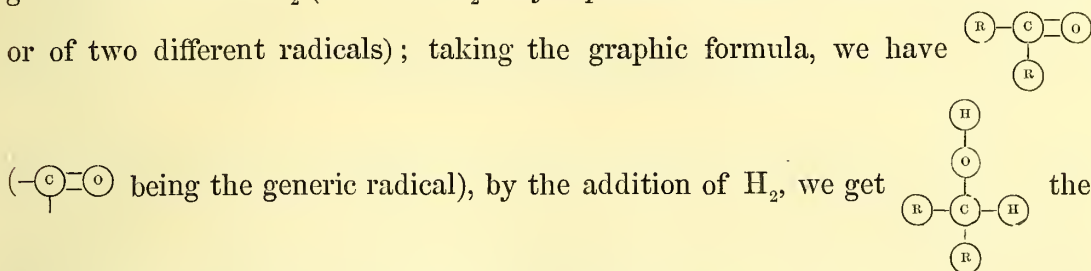 or of two different radicals); taking the graphic formula, we have R–C=O
R
H
O
(–C=O being the generic radical), by the addition of H₂, we get R–C–H the
R